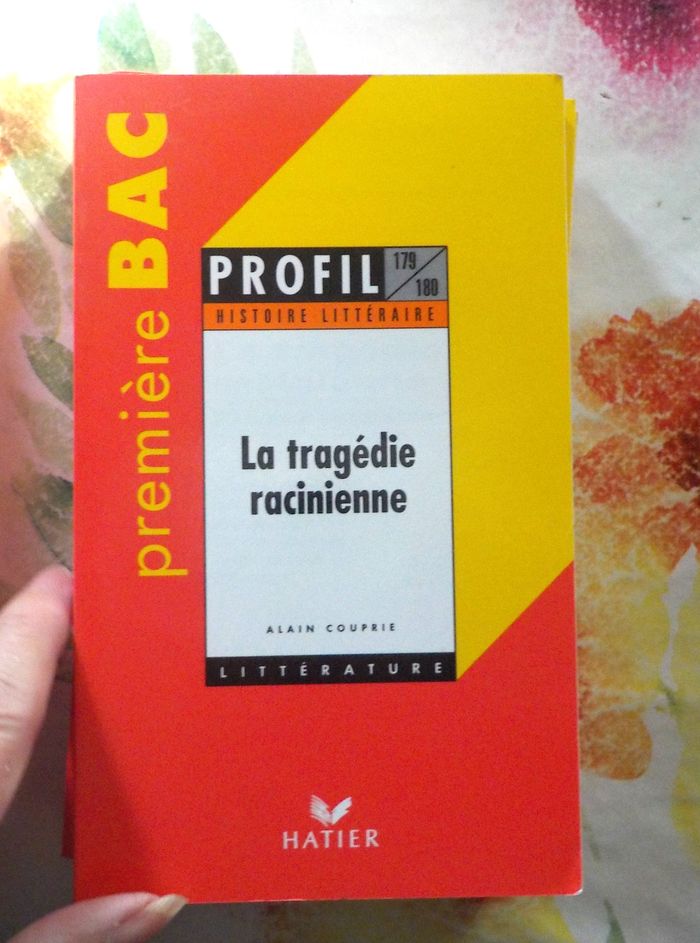 première BAC
PROFIL 179/180
HISTOIRE LITTÉRAIRE
La tragédie
racinienne
ALAIN COUPRIE
LITTÉRATURE
HATIER